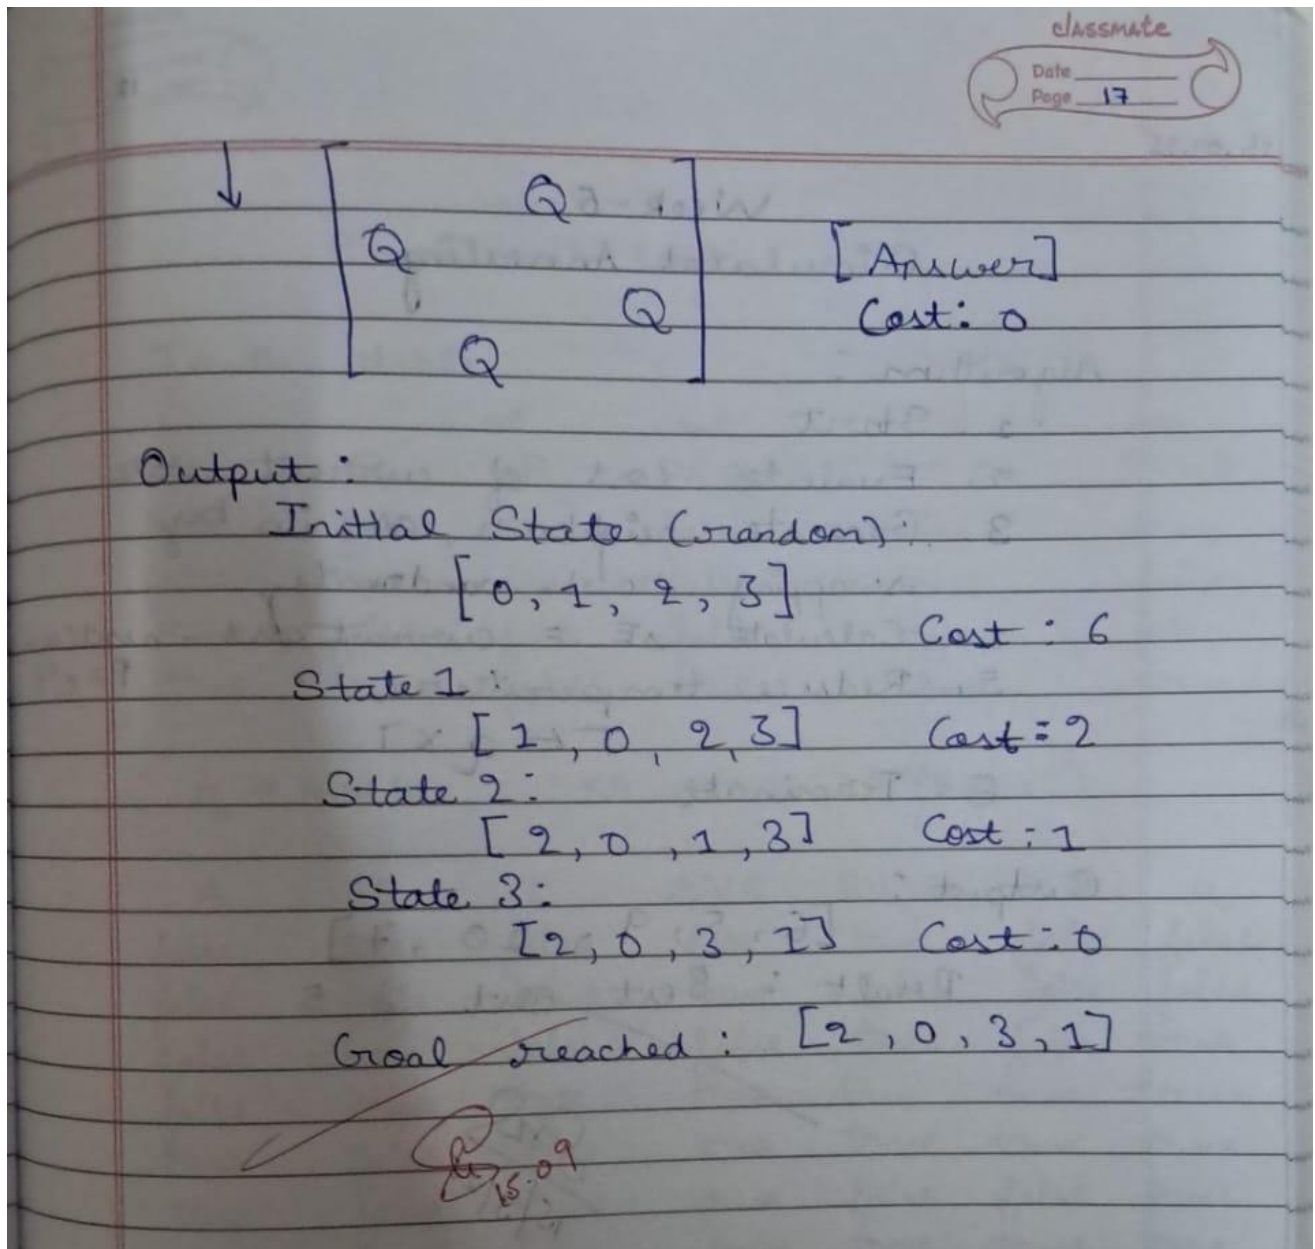 classmate
Date
Page 17
Q
Q
[Answer]
Q
Cost: 0
Q
Output:
Initial State (random):
[0, 1, 2, 3]
Cost: 6
State 1:
[1, 0, 2, 3] Cost: 2
State 2:
[2, 0, 1, 3] Cost: 1
State 3:
[2, 0, 3, 1] Cost: 0
Goal reached: [2, 0, 3, 1]
15.09